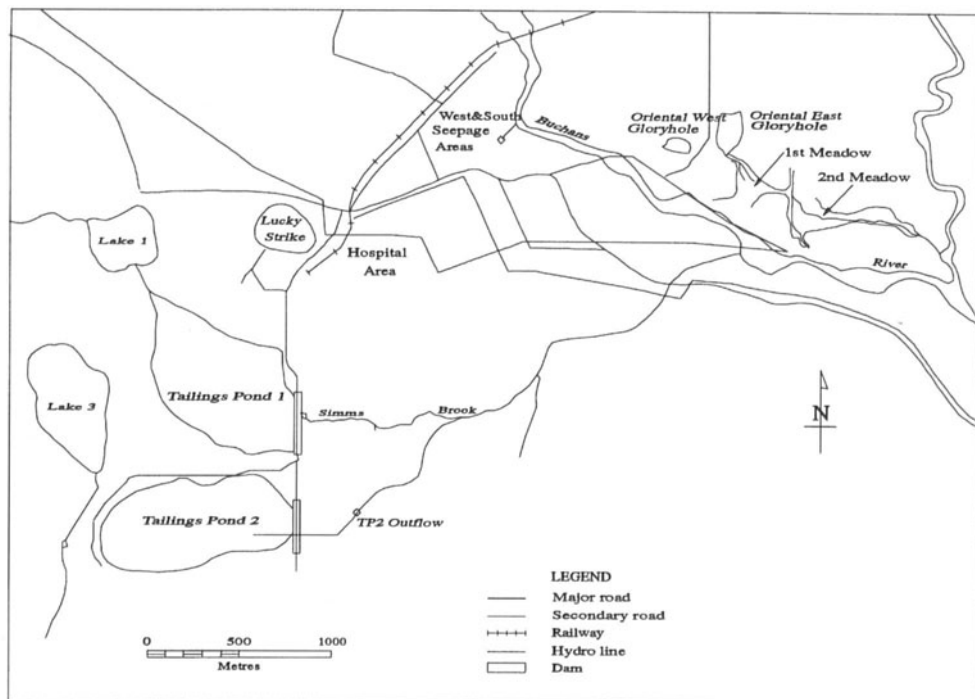 West&South
Seepage
Areas
Buchans
Oriental West
Gloryhole
Oriental East
Gloryhole
1st Meadow
2nd Meadow
Lucky
Strike
Lake 1
Hospital
Area
River
Lake 3
Tailings Pond 1
Simms
Brook
N
Tailings Pond 2
TP2 Outflow
LEGEND
Major road
Secondary road
Railway
Hydro line
Dam
0 500 1000
Metres